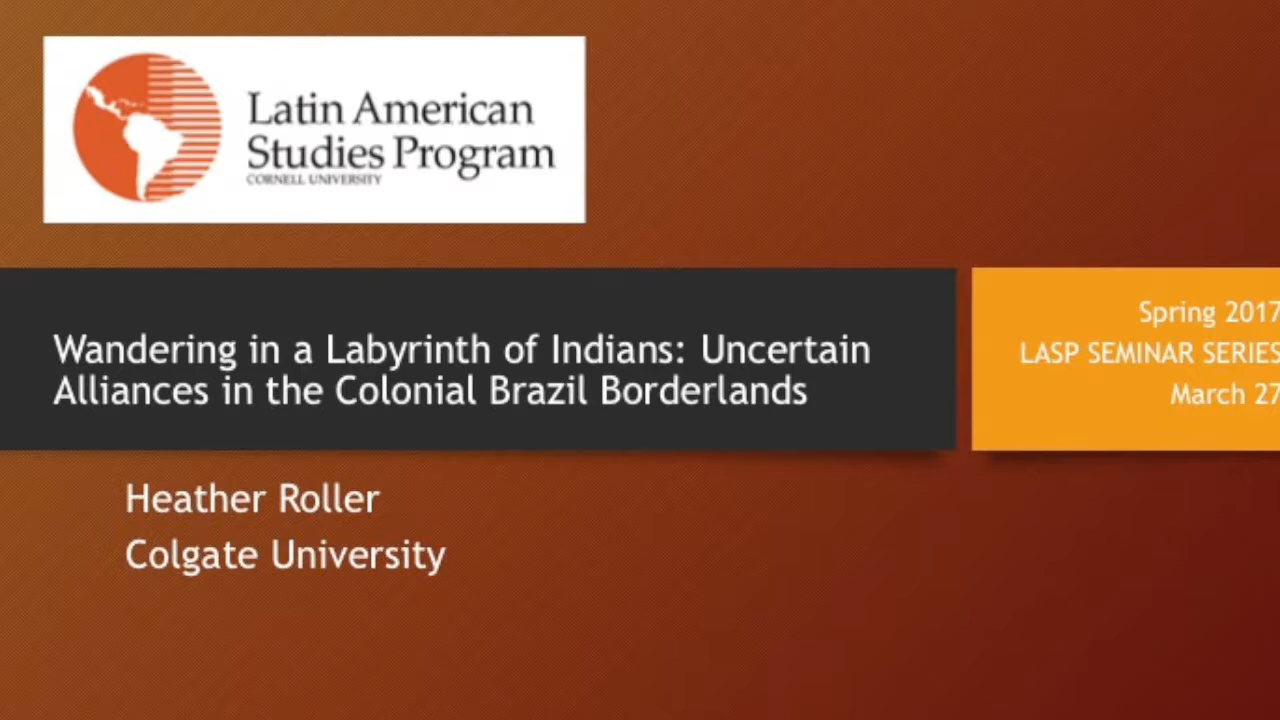 Latin American
Studies Program
CORNELL UNIVERSITY
Wandering in a Labyrinth of Indians: Uncertain
Alliances in the Colonial Brazil Borderlands
Spring 2017
LASP SEMINAR SERIES
March 27
Heather Roller
Colgate University